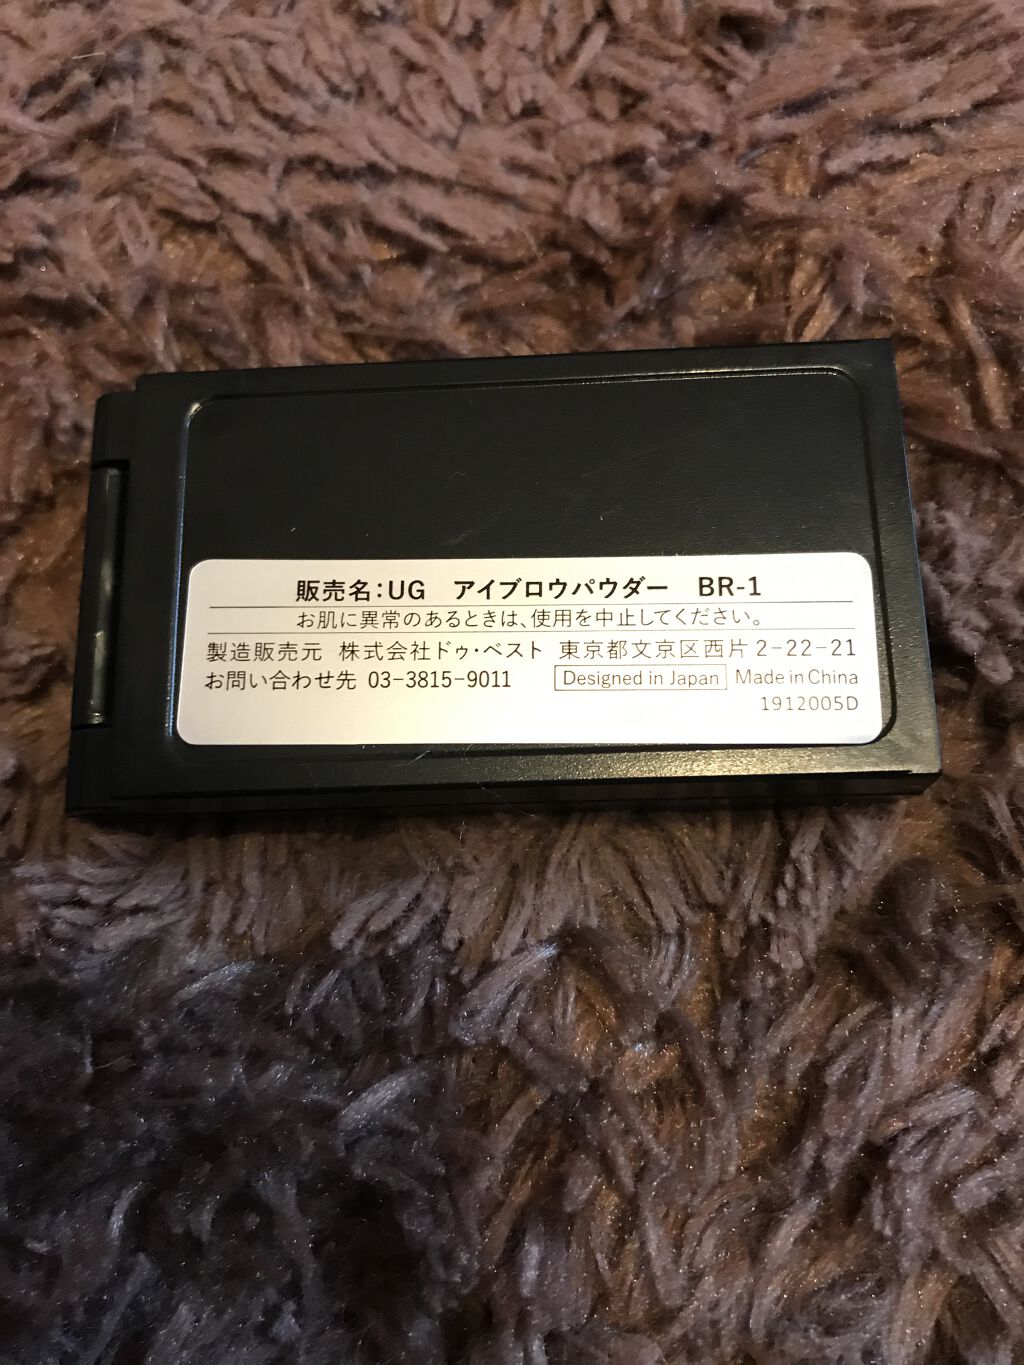 販売名:UG　アイブロウパウダー　BR-1
お肌に異常のあるときは、使用を中止してください。
製造販売元　株式会社ドゥ・ベスト　東京都文京区西片2-22-21
お問い合わせ先 03-3815-9011　Designed in Japan　Made in China
1912005D